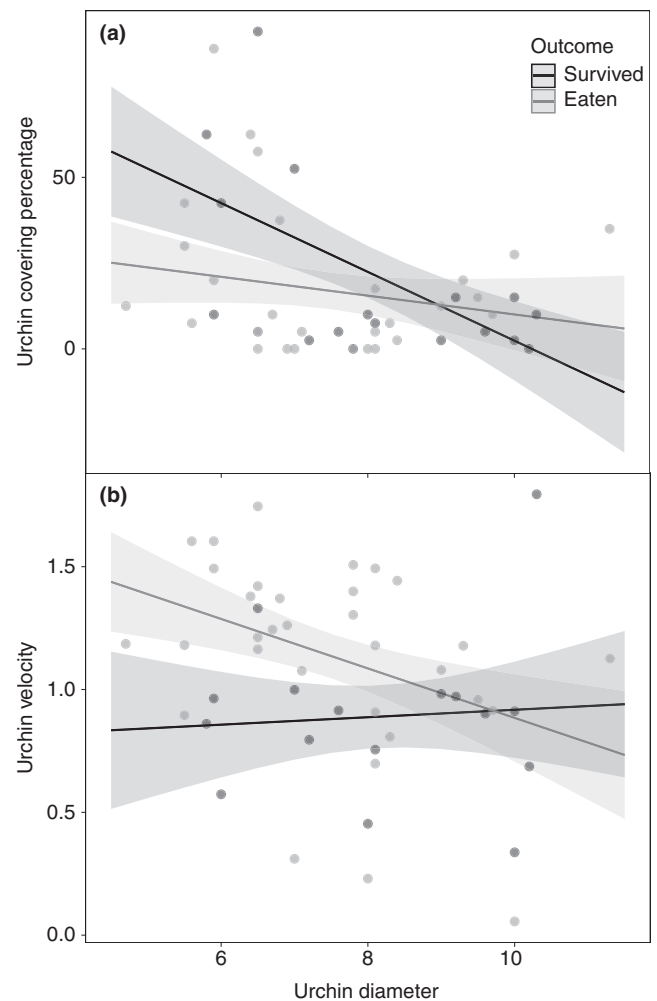 (a)
Outcome
Survived
Eaten
Urchin covering percentage
50
0
(b)
Urchin velocity
1.5
1.0
0.5
0.0
6 8 10
Urchin diameter